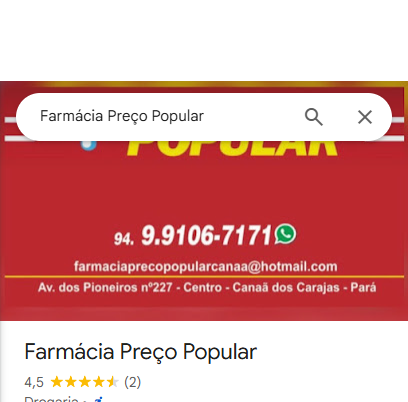 Farmácia Preço Popular
POPULAR
94. 9.9106-7171
farmaciaprecopopularcanaa@hotmail.com
Av. dos Pioneiros nº227 - Centro - Canaã dos Carajas - Pará
Farmácia Preço Popular
4,5 (2)
Drogaria